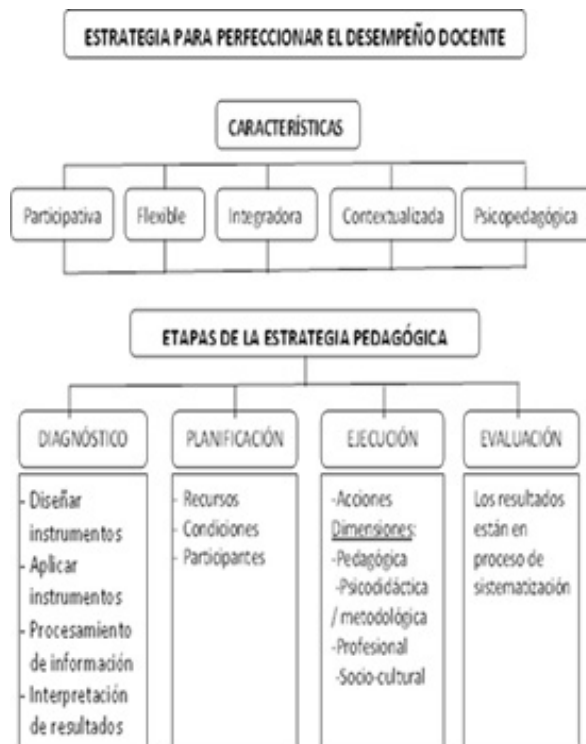 ESTRATEGIA PARA PERFECCIONAR EL DESEMPEÑO DOCENTE
CARACTERÍSTICAS
Participativa
Flexible
Integradora
Contextualizada
Psicopedagógica
ETAPAS DE LA ESTRATEGIA PEDAGÓGICA
DIAGNÓSTICO
- Diseñar
instrumentos
- Aplicar
instrumentos
- Procesamiento
de información
- Interpretación
de resultados
PLANIFICACIÓN
- Recursos
- Condiciones
- Participantes
EJECUCIÓN
-Acciones
Dimensiones:
-Pedagógica
-Psicodidáctica
/ metodológica
-Profesional
-Socio-cultural
EVALUACIÓN
Los resultados
están en
proceso de
sistematización